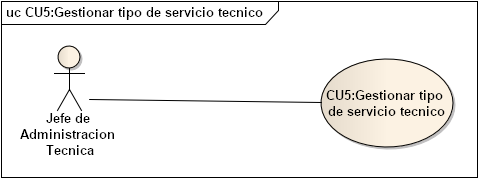 uc CU5:Gestionar tipo de servicio tecnico
Jefe de
Administracion
Tecnica
CU5:Gestionar tipo
de servicio tecnico